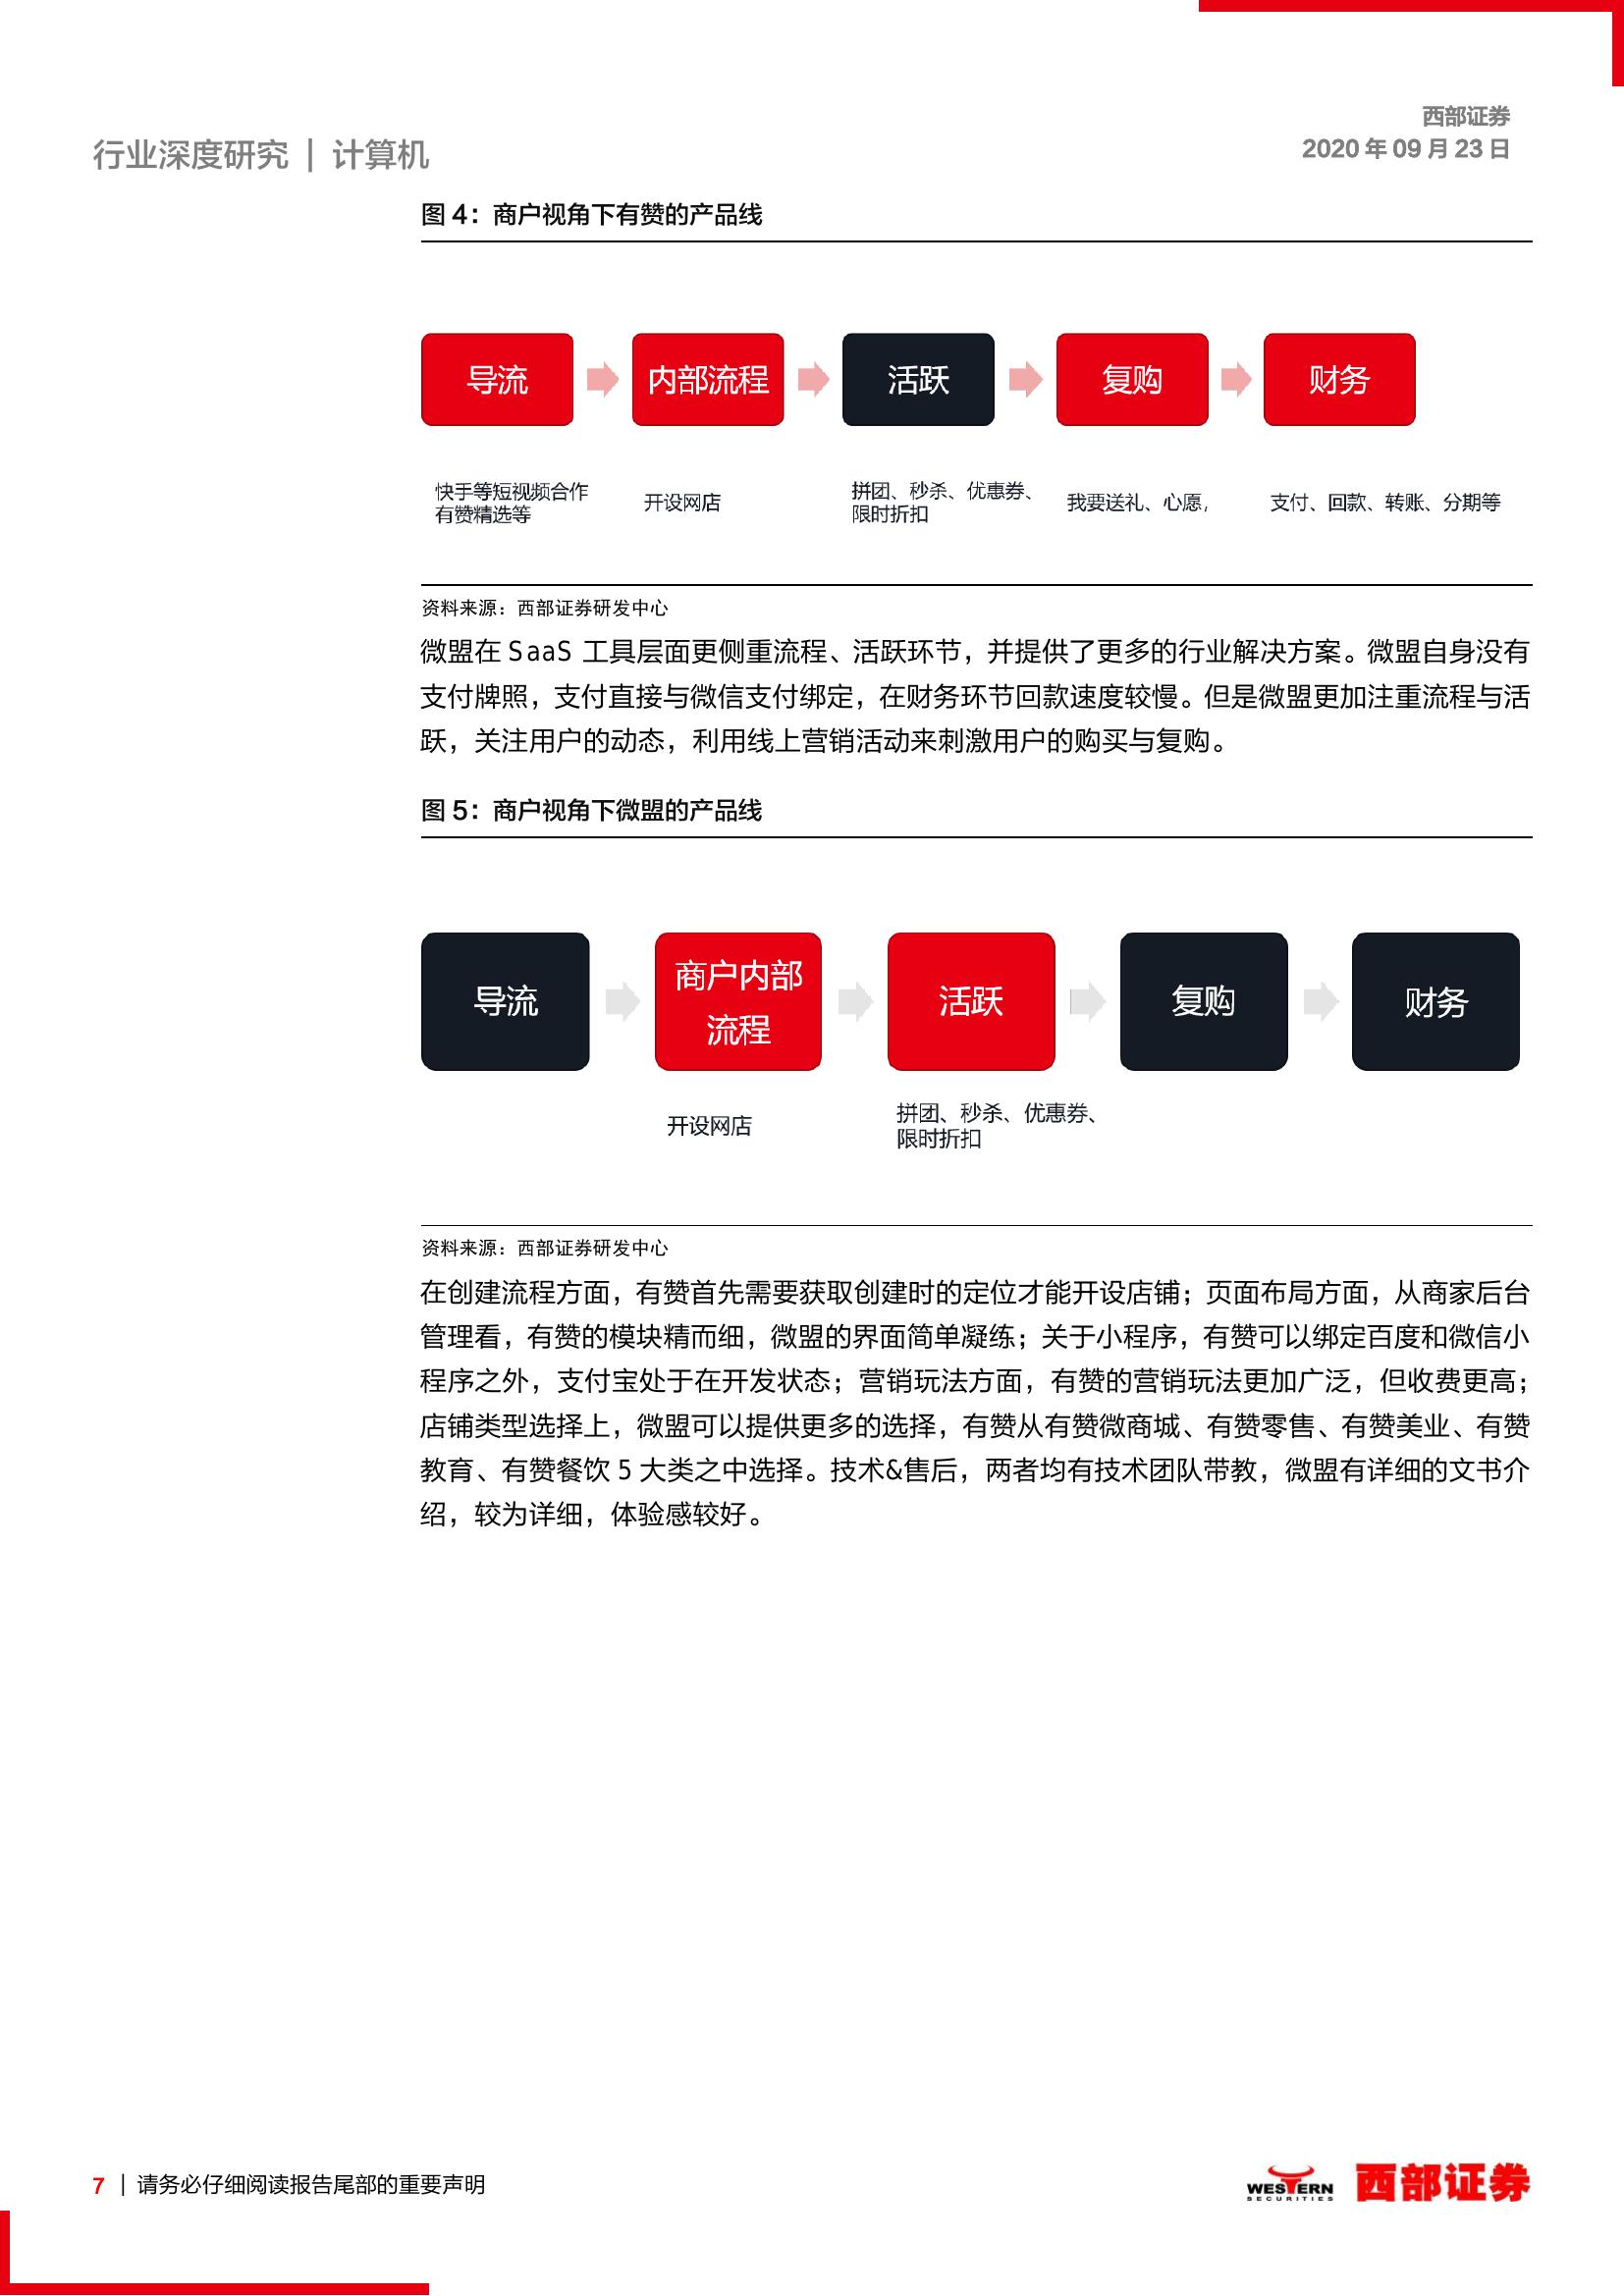 西部证券
2020 年 09 月 23 日
行业深度研究 | 计算机
图 4：商户视角下有赞的产品线
导流
内部流程
活跃
复购
财务
快手等短视频合作
有赞精选等
开设网店
拼团、秒杀、优惠券、
限时折扣
我要送礼、心愿，
支付、回款、转账、分期等
资料来源：西部证券研发中心
微盟在 SaaS 工具层面更侧重流程、活跃环节，并提供了更多的行业解决方案。微盟自身没有
支付牌照，支付直接与微信支付绑定，在财务环节回款速度较慢。但是微盟更加注重流程与活
跃，关注用户的动态，利用线上营销活动来刺激用户的购买与复购。
图 5：商户视角下微盟的产品线
导流
商户内部
流程
活跃
复购
财务
开设网店
拼团、秒杀、优惠券、
限时折扣
资料来源：西部证券研发中心
在创建流程方面，有赞首先需要获取创建时的定位才能开设店铺；页面布局方面，从商家后台
管理看，有赞的模块精而细，微盟的界面简单凝练；关于小程序，有赞可以绑定百度和微信小
程序之外，支付宝处于在开发状态；营销玩法方面，有赞的营销玩法更加广泛，但收费更高；
店铺类型选择上，微盟可以提供更多的选择，有赞从有赞微商城、有赞零售、有赞美业、有赞
教育、有赞餐饮 5 大类之中选择。技术&售后，两者均有技术团队带教，微盟有详细的文书介
绍，较为详细，体验感较好。
7 | 请务必仔细阅读报告尾部的重要声明
WESTERN
SECURITIES
西部证券